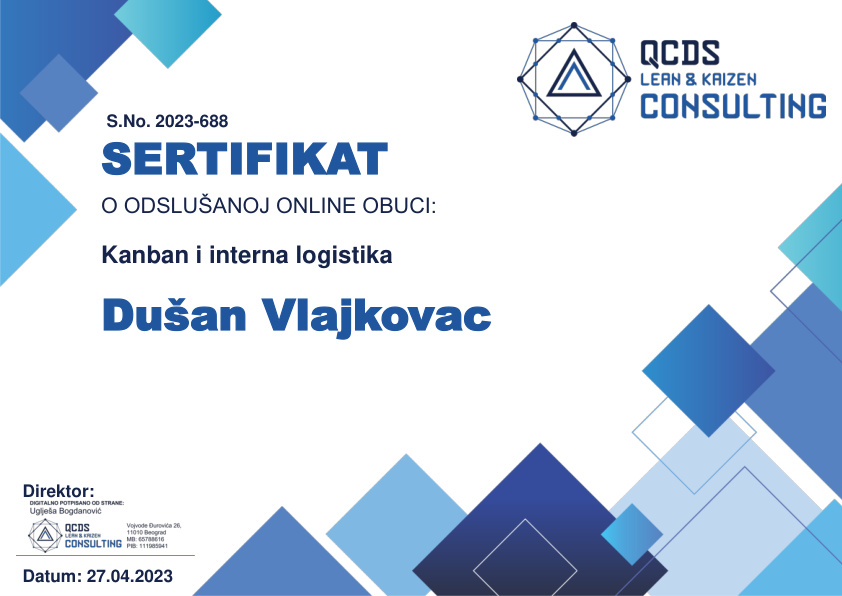 QCDS
LEAN & KAIZEN
CONSULTING
S.No. 2023-688
SERTIFIKAT
O ODSLUŠANOJ ONLINE OBUCI:
Kanban i interna logistika
Dušan Vlajkovac
Direktor:
DIGITALNO POTPISANO OD STRANE:
Uglješa Bogdanović
QCDS
LEAN & KAIZEN
CONSULTING
Vojvode Đurovića 26,
11010 Beograd
MB: 65788616
PIB: 111985941
Datum: 27.04.2023